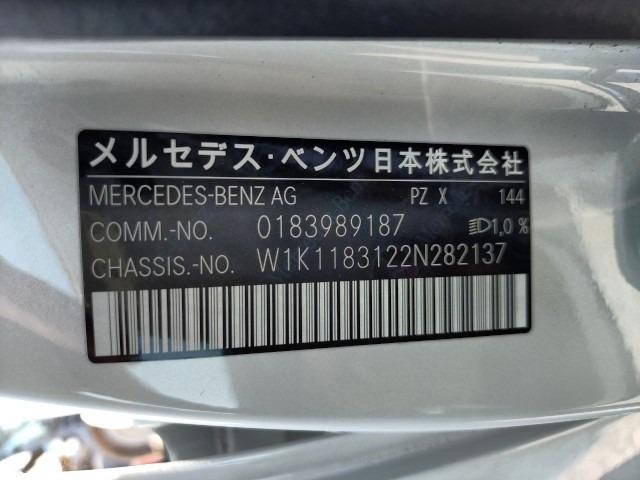 メルセデス・ベンツ日本株式会社
MERCEDES-BENZ AG PZ X 144
COMM.-NO. 0183989187 1,0 %
CHASSIS.-NO. W1K1183122N282137